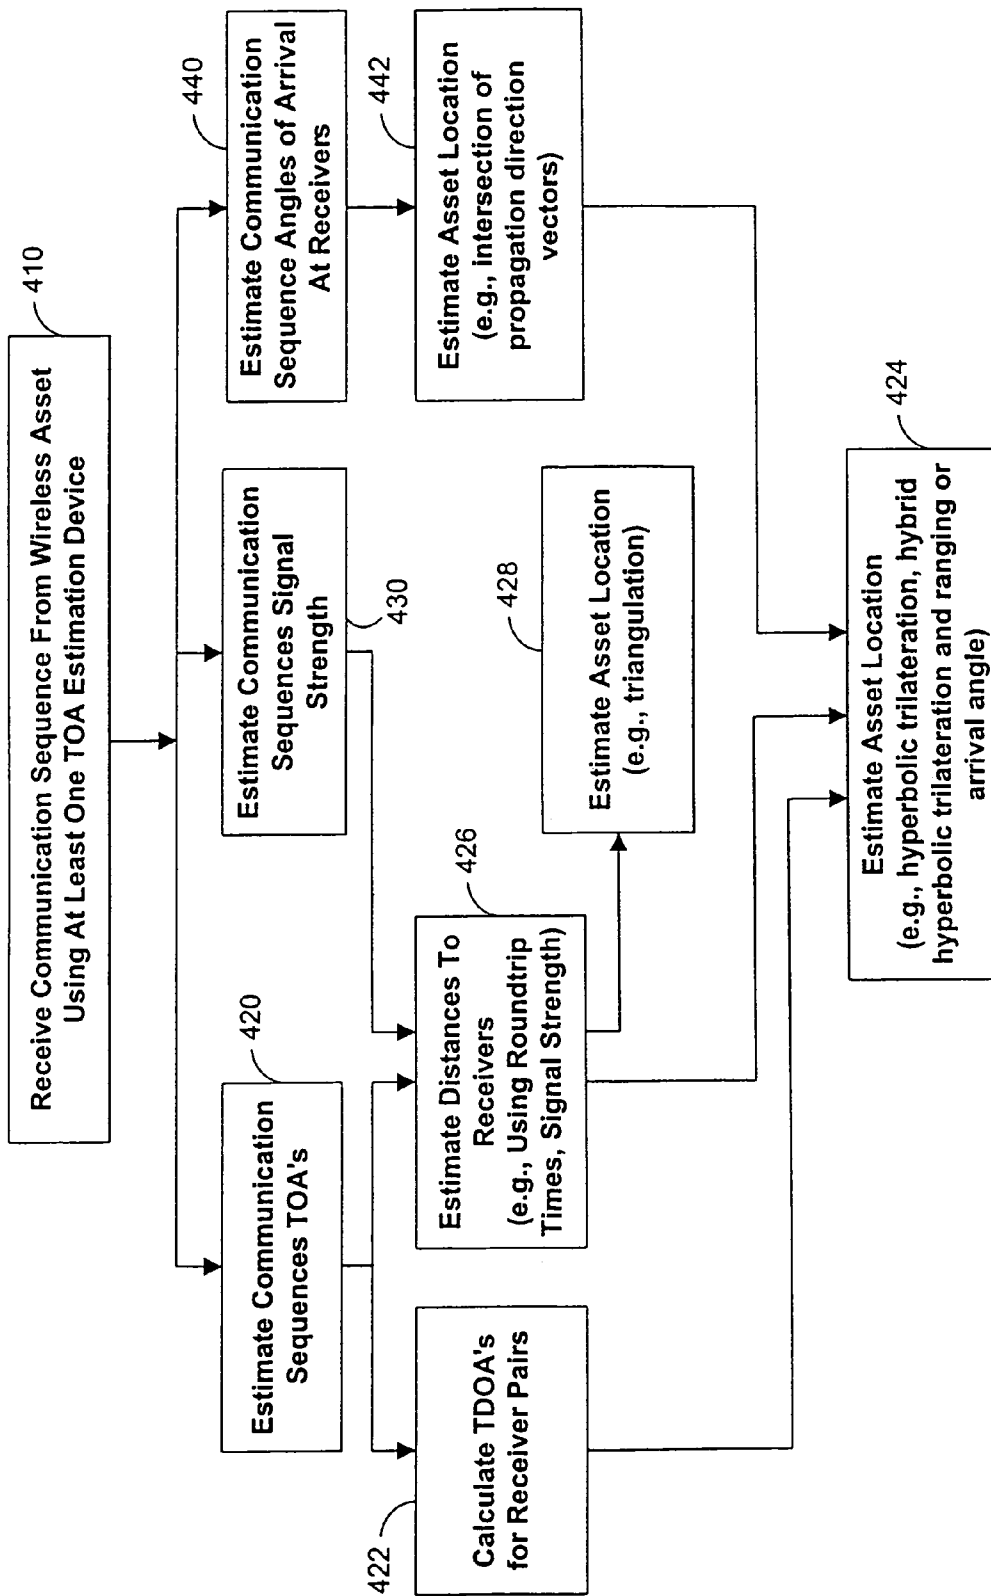 Receive Communication Sequence From Wireless Asset
Using At Least One TOA Estimation Device
410
Estimate Communication
Sequences TOA's
420
Estimate Communication
Sequences Signal
Strength
430
Estimate Communication
Sequence Angles of Arrival
At Receivers
440
Calculate TDOA's
for Receiver Pairs
422
Estimate Distances To
Receivers
(e.g., Using Roundtrip
Times, Signal Strength)
426
Estimate Asset Location
(e.g., intersection of
propagation direction
vectors)
442
Estimate Asset Location
(e.g., triangulation)
428
Estimate Asset Location
(e.g., hyperbolic trilateration, hybrid
hyperbolic trilateration and ranging or
arrival angle)
424